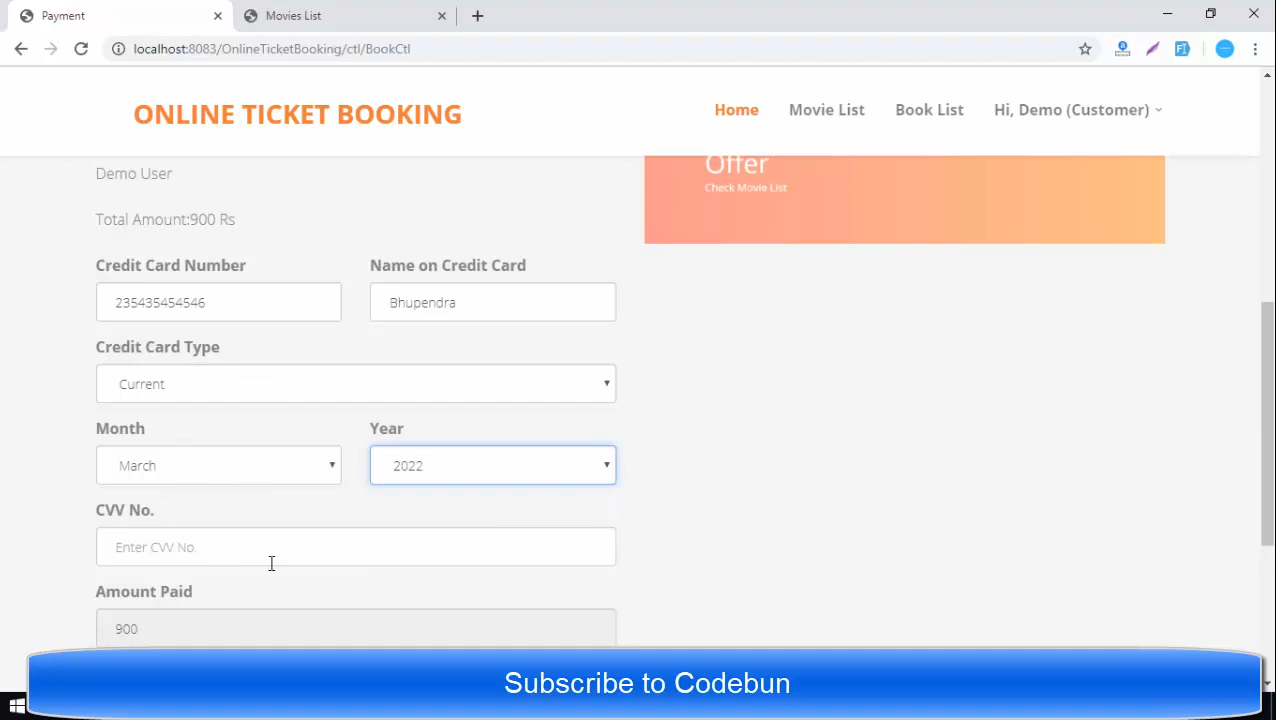 Payment
Movies List
localhost:8083/OnlineTicketBooking/ctl/BookCtl
ONLINE TICKET BOOKING
Home
Movie List
Book List
Hi, Demo (Customer)
Offer
Check Movie List
Demo User
Total Amount:900 Rs
Credit Card Number
Name on Credit Card
235435454546
Bhupendra
Credit Card Type
Current
Month
Year
March
2022
CVV No.
Enter CVV No.
Amount Paid
900
Subscribe to Codebun